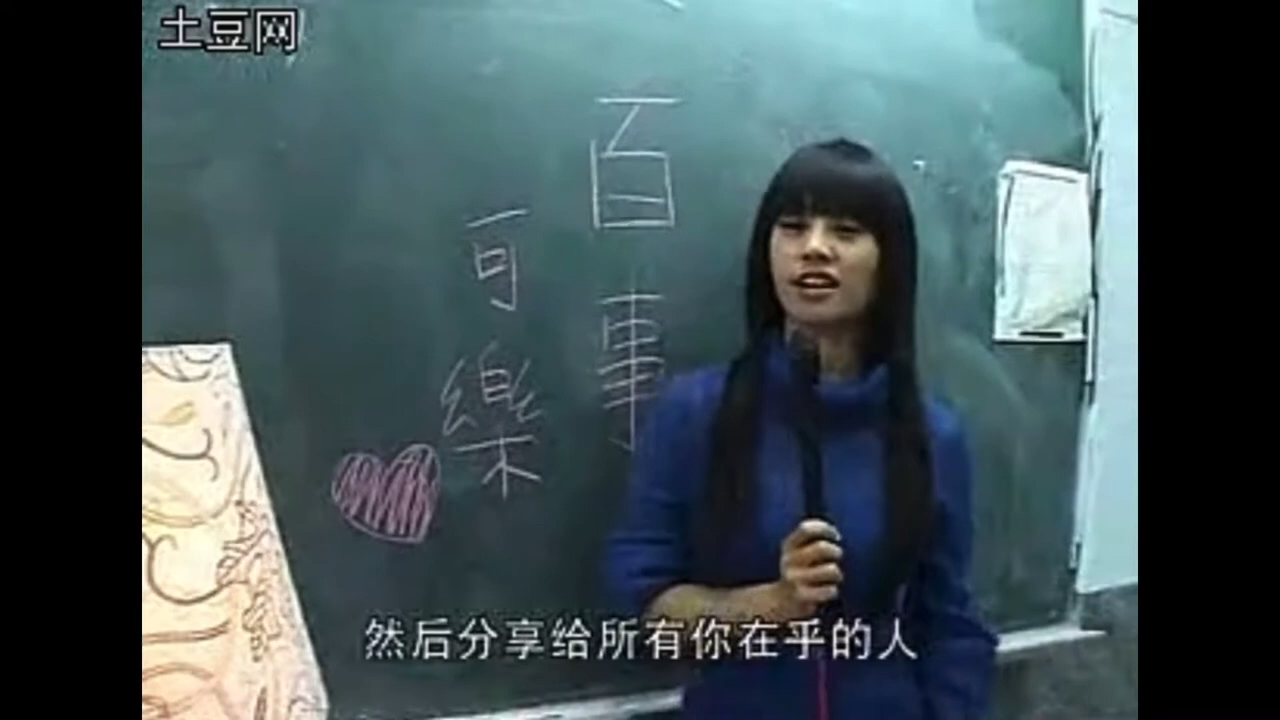 土豆网
百事
可樂
然后分享给所有你在乎的人